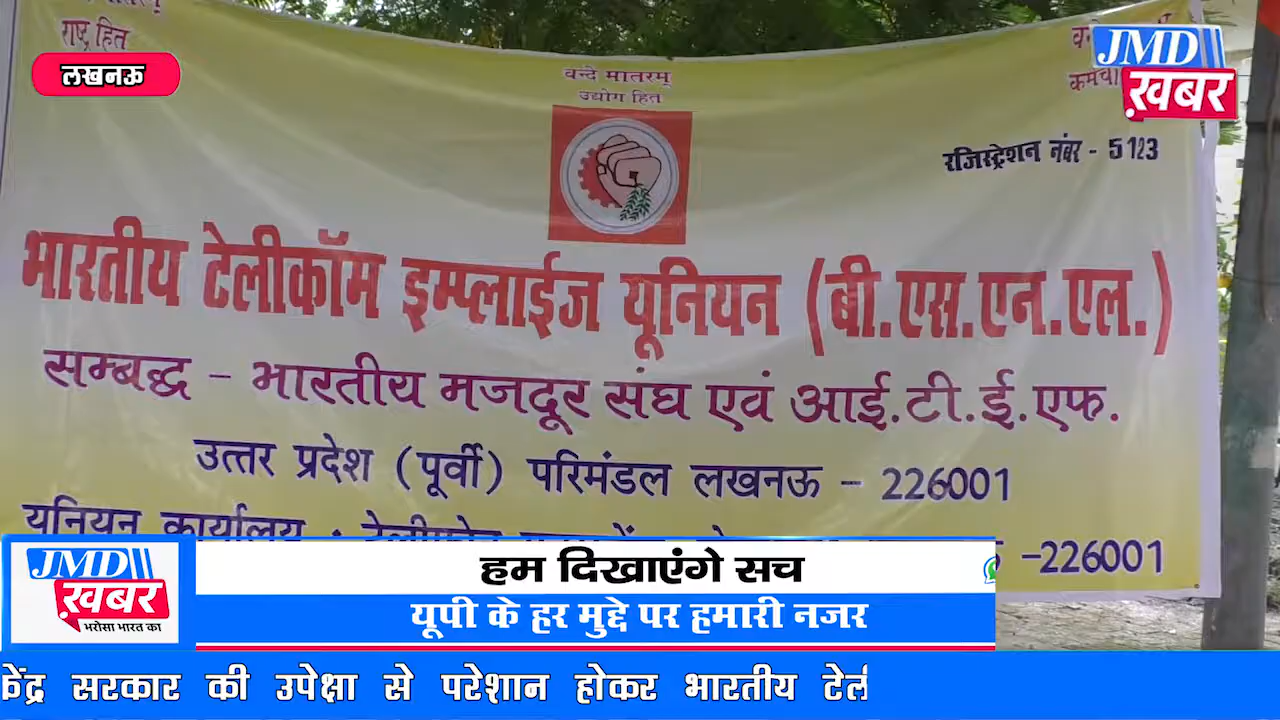 राष्ट्र हित
लखनऊ
वन्दे मातरम्
उद्योग हित
JMD
ख़बर
रजिस्ट्रेशन नंबर - 5123
भारतीय टेलीकॉम इम्प्लाईज यूनियन (बी.एस.एन.एल.)
सम्बद्ध - भारतीय मजदूर संघ एवं आई.टी.ई.एफ.
उत्तर प्रदेश (पूर्वी) परिमंडल लखनऊ - 226001
यूनियन कार्यालय : -226001
JMD
ख़बर
भरोसा भारत का
हम दिखाएंगे सच
यूपी के हर मुद्दे पर हमारी नजर
केंद्र सरकार की उपेक्षा से परेशान होकर भारतीय